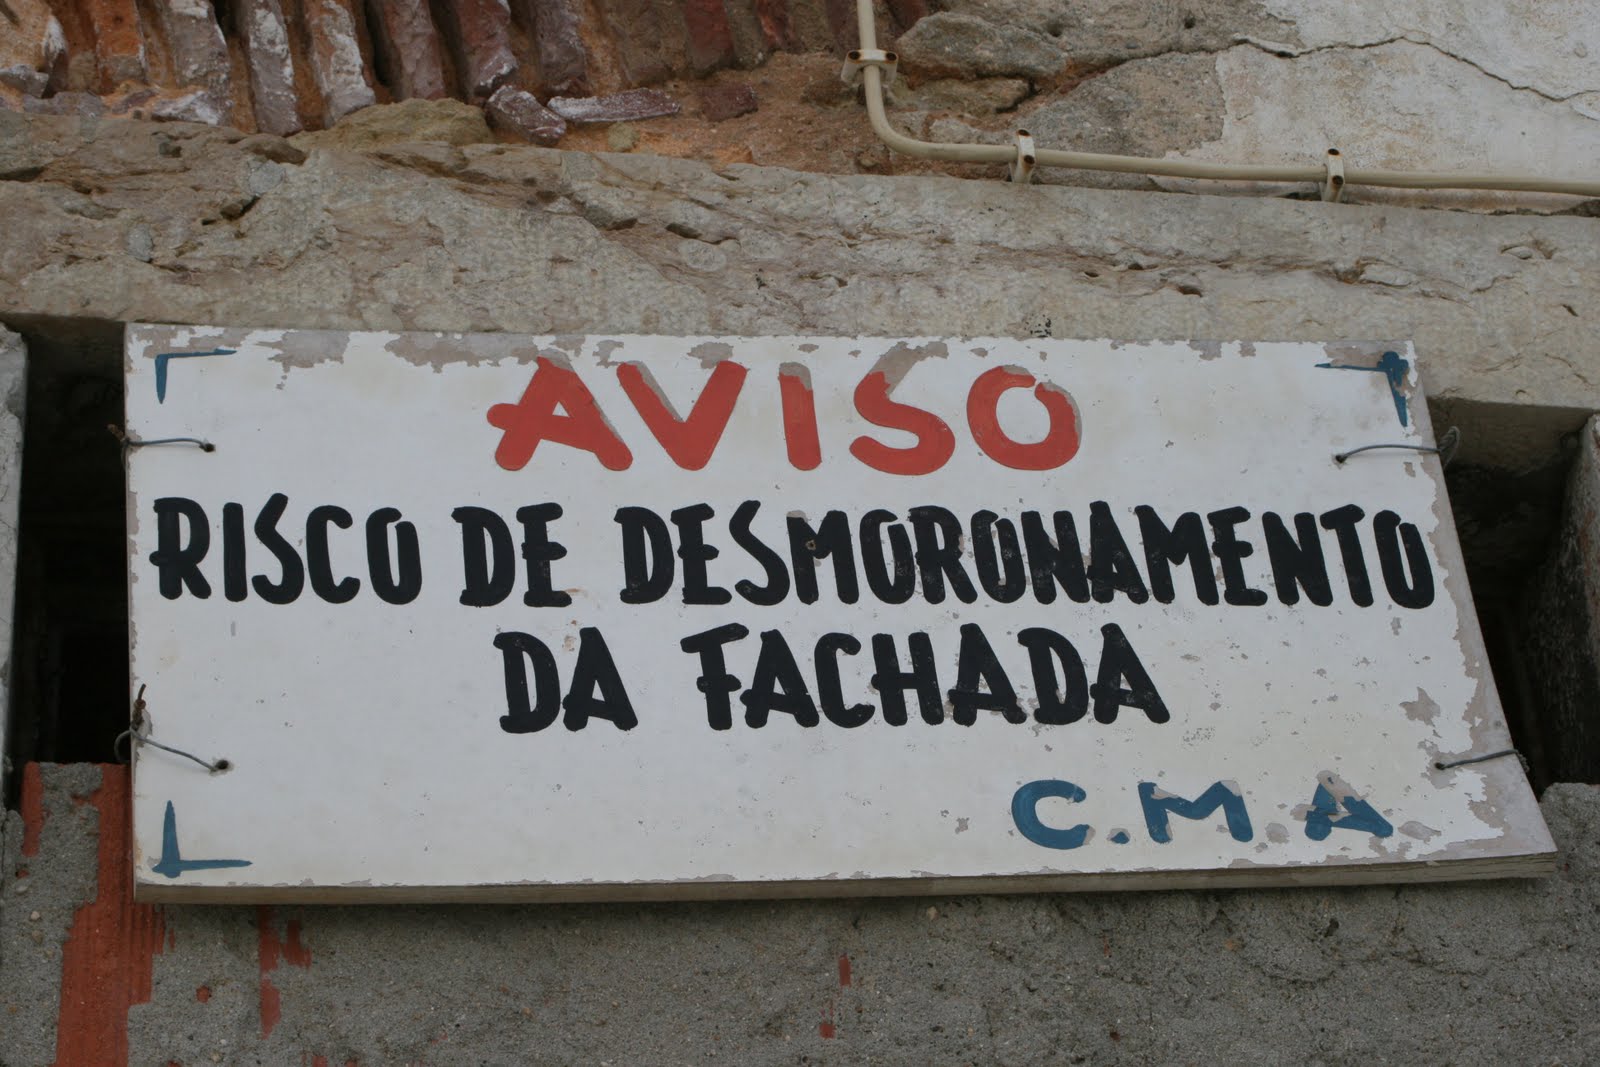 AVISO
RISCO DE DESMORONAMENTO
DA FACHADA
C.M.A